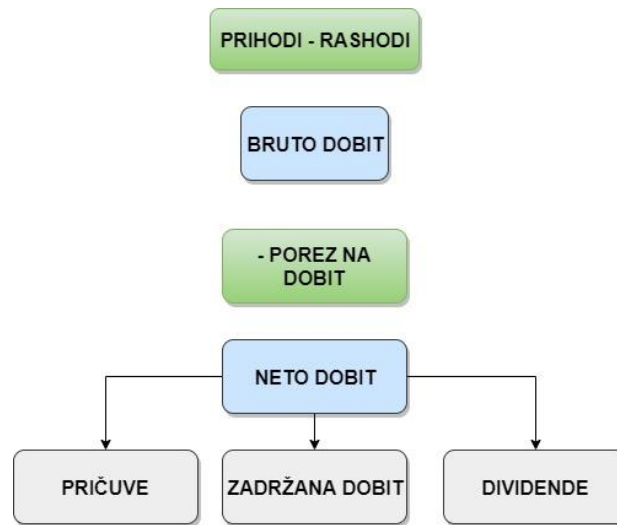 PRIHODI - RASHODI
BRUTO DOBIT
- POREZ NA
DOBIT
NETO DOBIT
PRIČUVE
ZADRŽANA DOBIT
DIVIDENDE